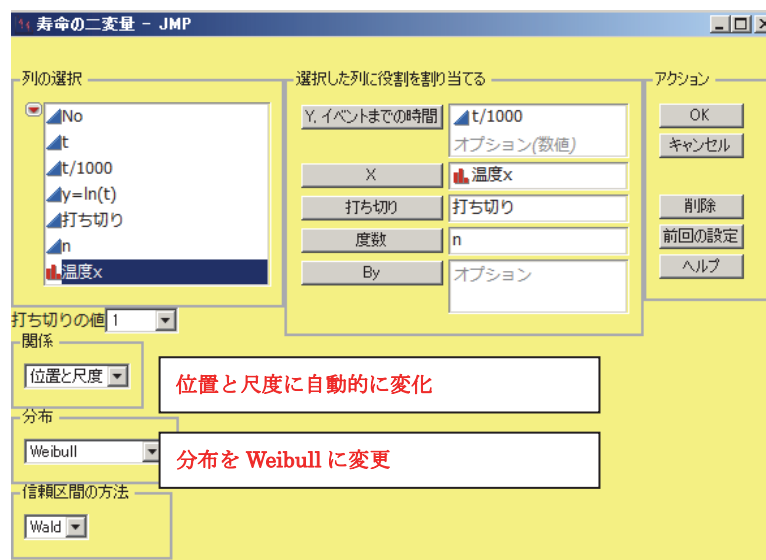 寿命の二変量 - JMP
列の選択
No
t
t/1000
y=ln(t)
打ち切り
n
温度x
選択した列に役割を割り当てる
Y, イベントまでの時間
t/1000
オプション(数値)
X
温度x
打ち切り
打ち切り
度数
n
By
オプション
アクション
OK
キャンセル
削除
前回の設定
ヘルプ
打ち切りの値 1
関係
位置と尺度
位置と尺度に自動的に変化
分布
Weibull
分布を Weibull に変更
信頼区間の方法
Wald